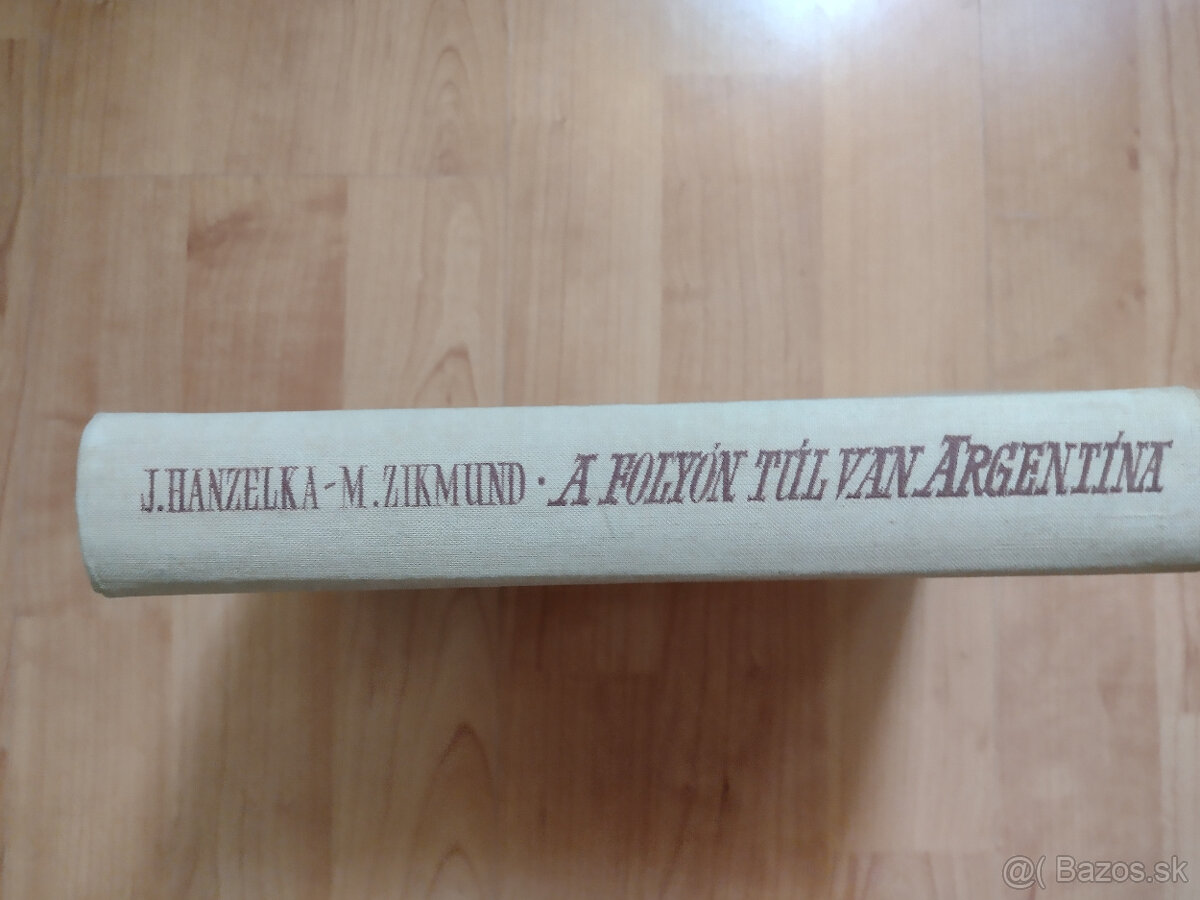 J. HANZELKA - M. ZIKMUND · A FOLYÓN TÚL VAN ARGENTÍNA
@( Bazos.sk